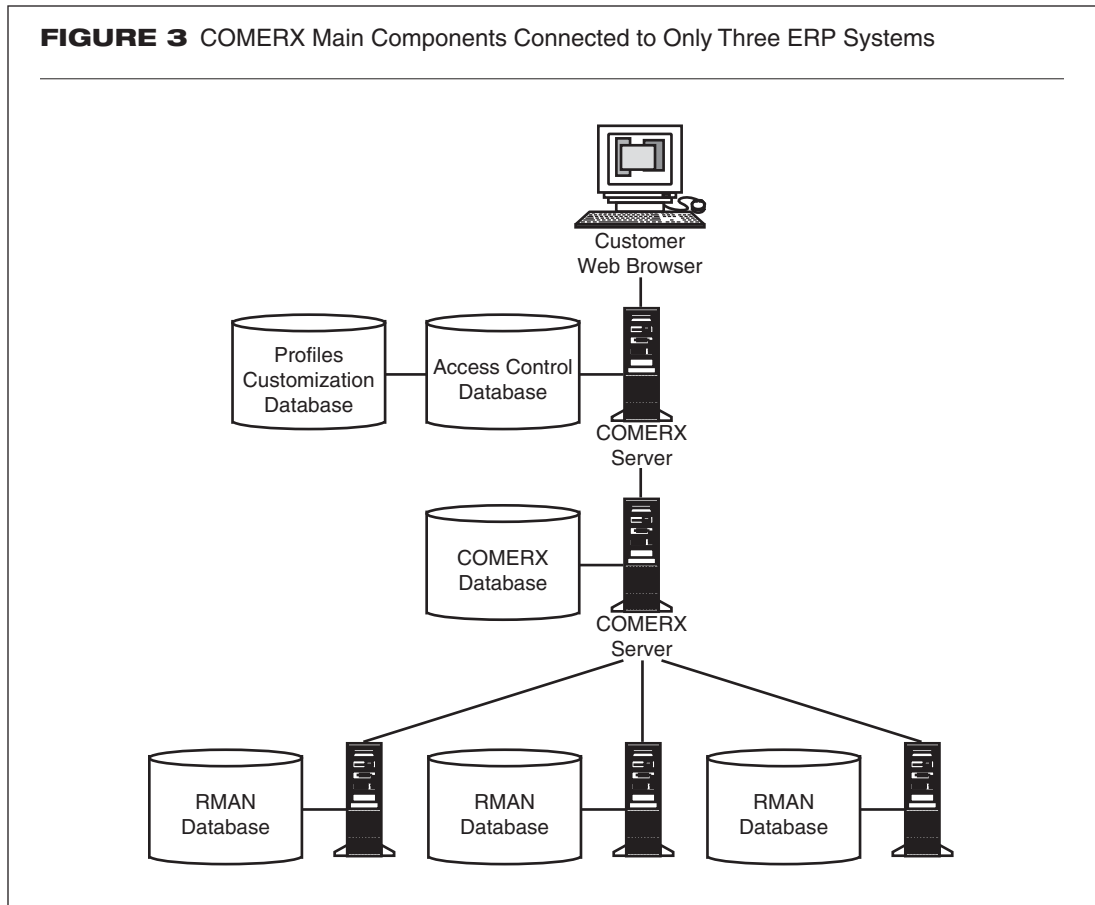 FIGURE 3 COMERX Main Components Connected to Only Three ERP Systems
Customer
Web Browser
Profiles
Customization
Database
Access Control
Database
COMERX
Server
COMERX
Database
COMERX
Server
RMAN
Database
RMAN
Database
RMAN
Database